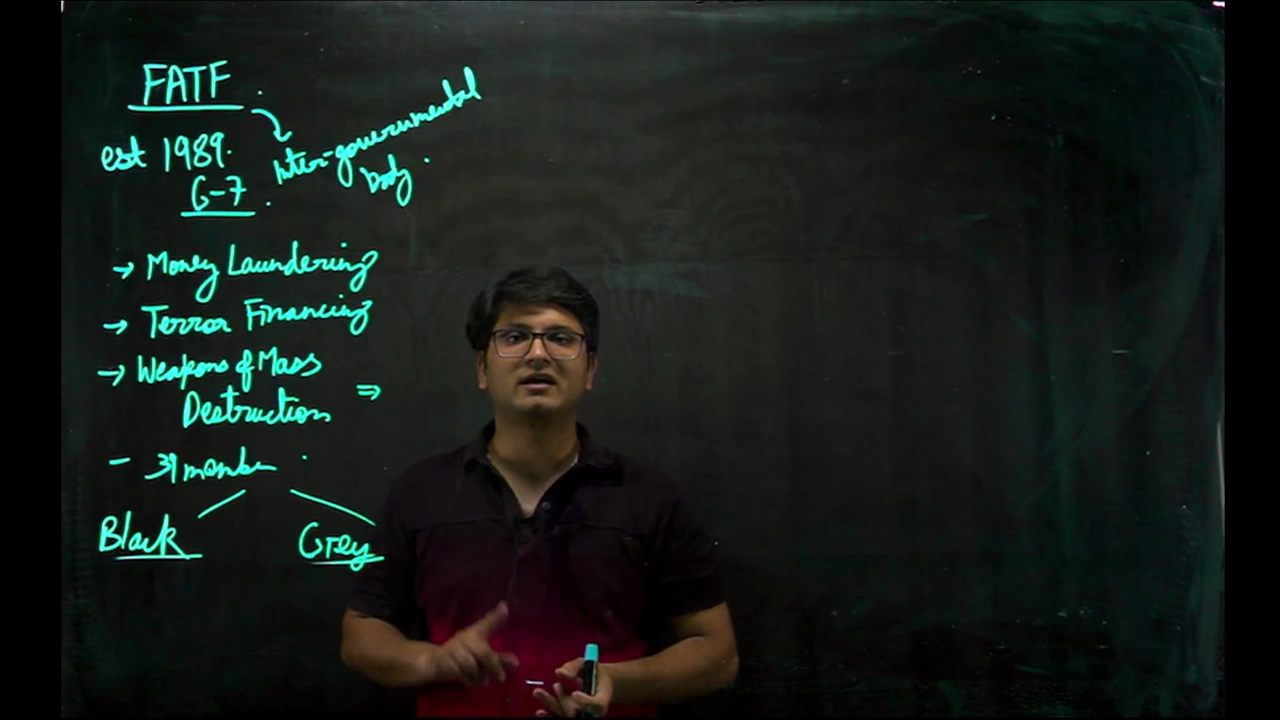 FATF.
est 1989.
G-7.
Inter-governmental
body.
→ Money Laundering
→ Terror Financing
→ Weapons of Mass
Destruction ⇒
- 39 member.
Black
Grey